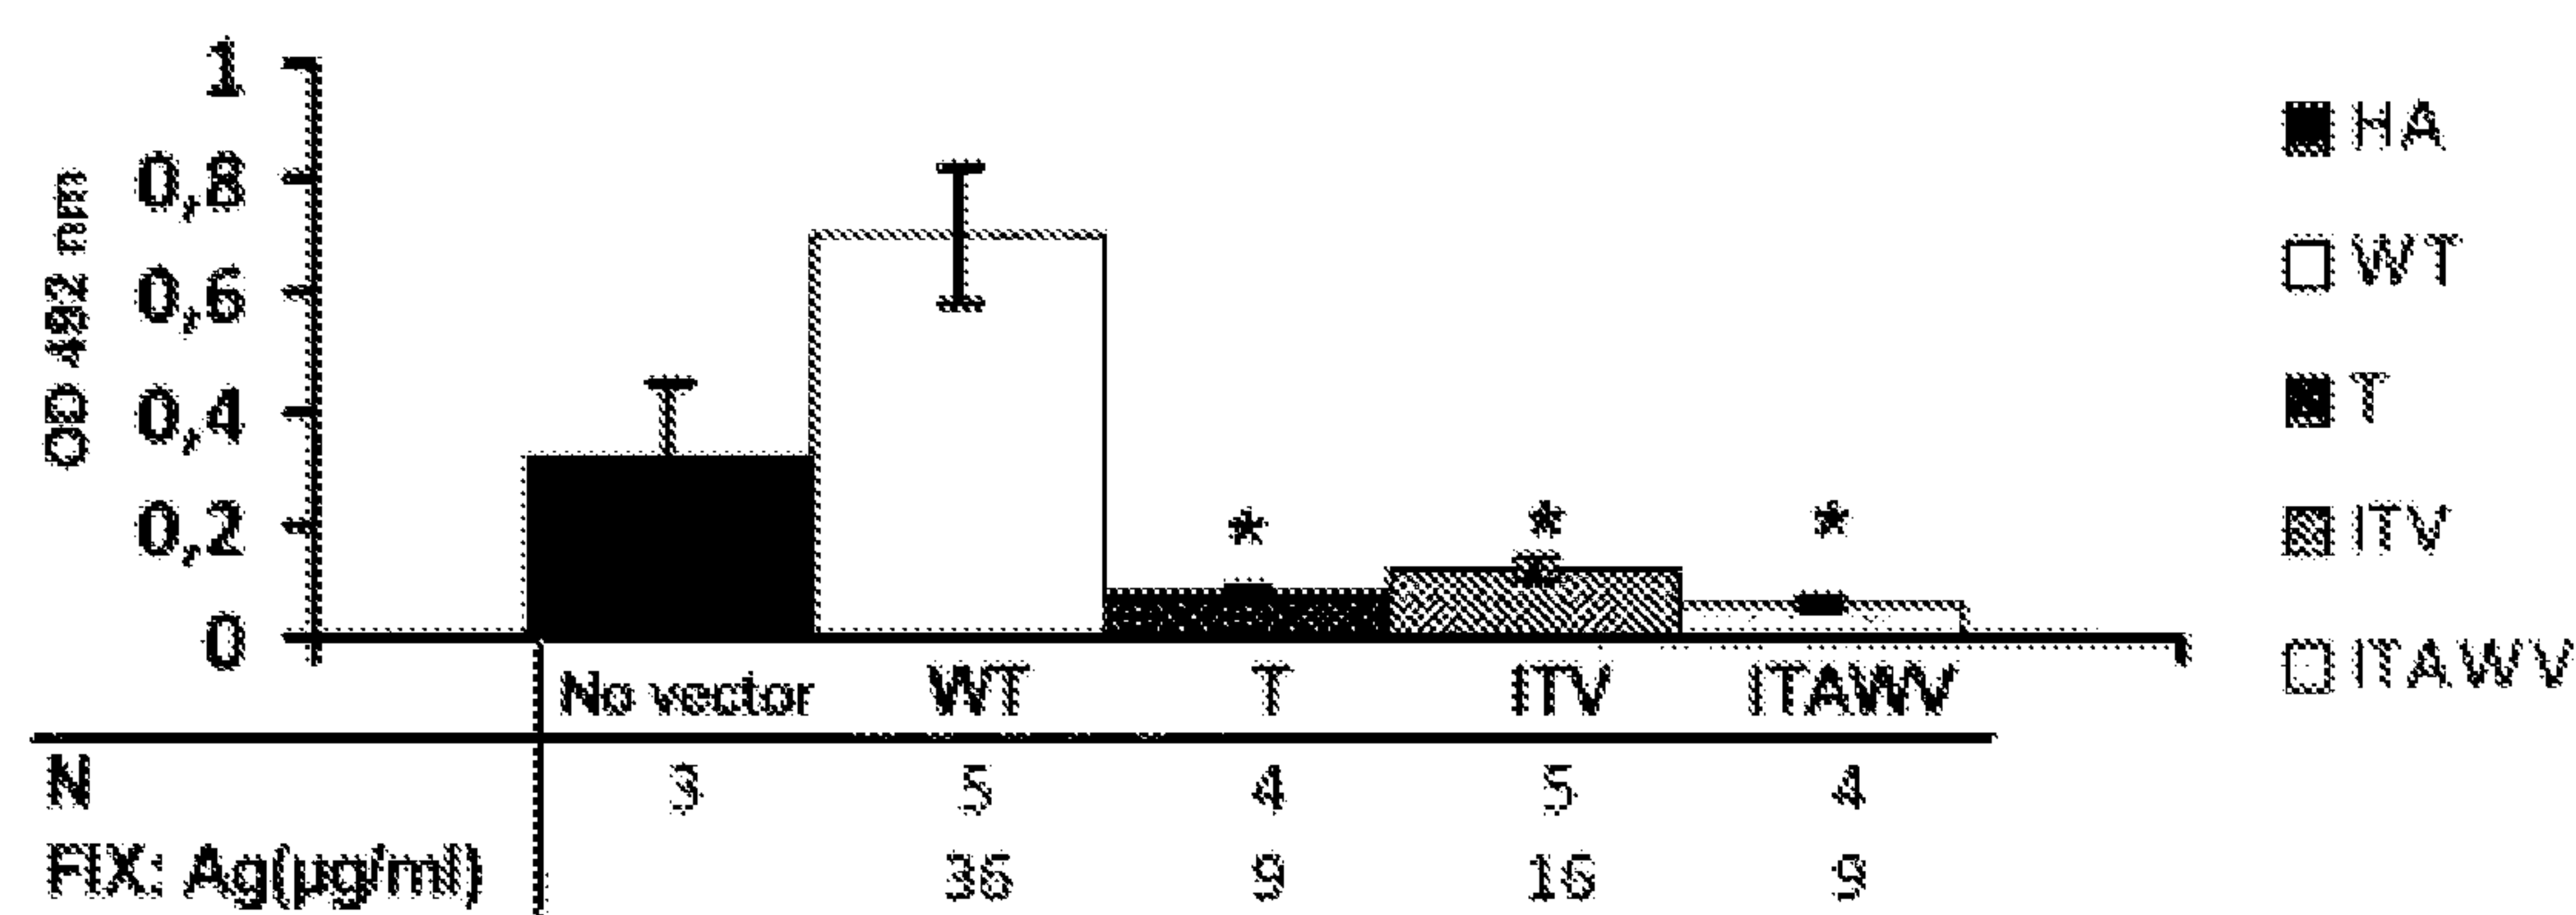 OD 492 nm
1
0,8
0,6
0,4
0,2
0
* * *
No vector WT T ITV ITAWV
N 3 5 4 5 4
FIX: Ag(µg/ml) 36 9 16 9
HA
WT
T
ITV
ITAWV